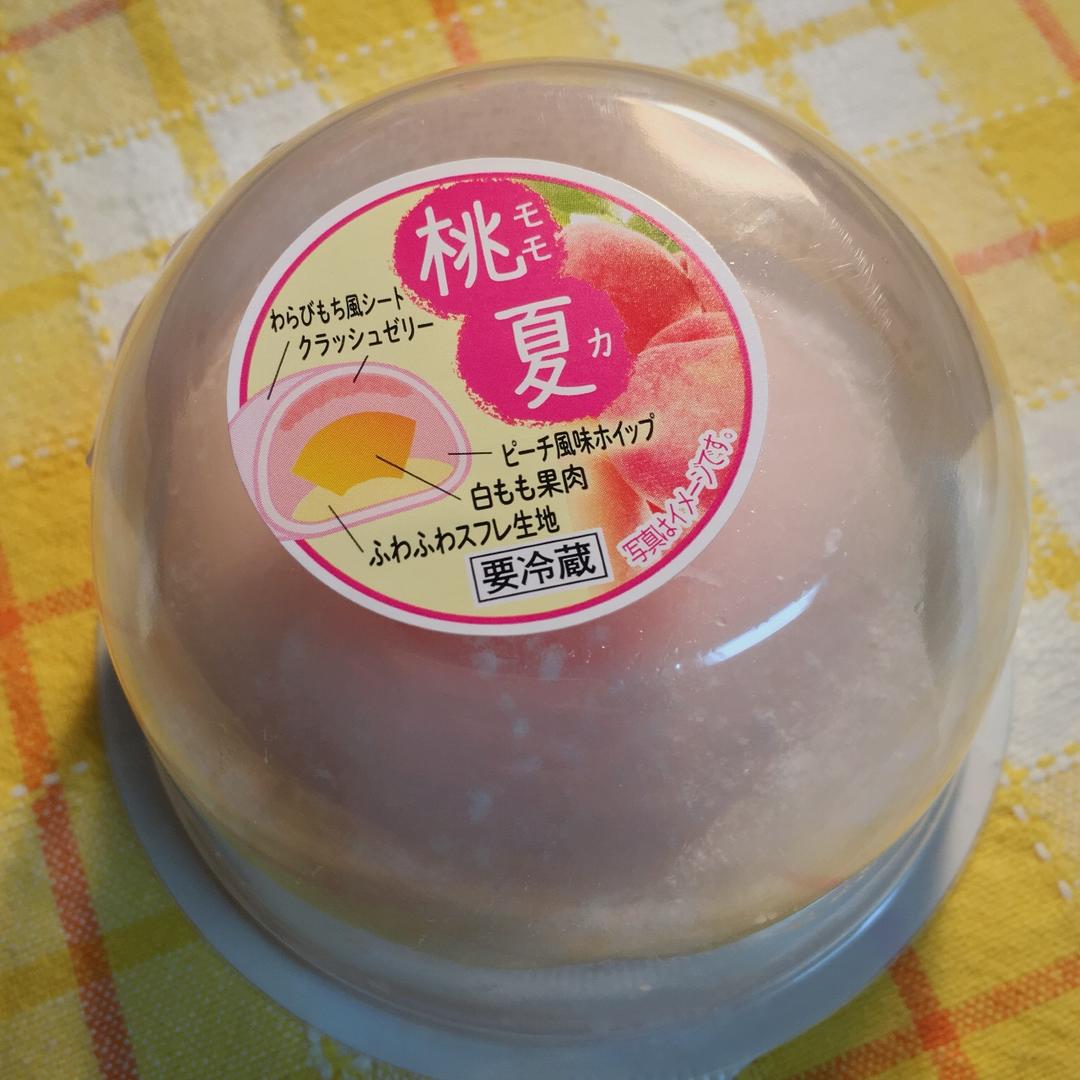 桃
モモ
夏
カ
わらびもち風シート
クラッシュゼリー
ピーチ風味ホイップ
白もも果肉
ふわふわスフレ生地
要冷蔵
写真はイメージです。